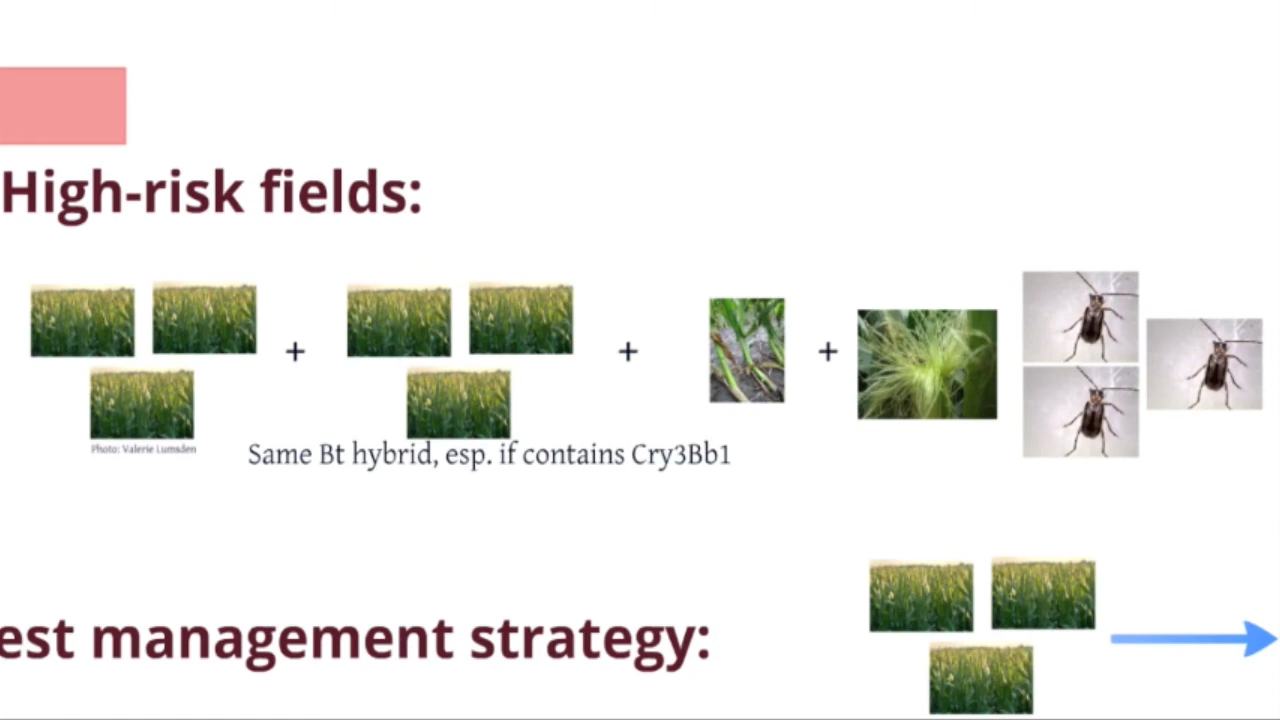 High-risk fields:
+ + +
Photo: Valerie Lumsden
Same Bt hybrid, esp. if contains Cry3Bb1
est management strategy: